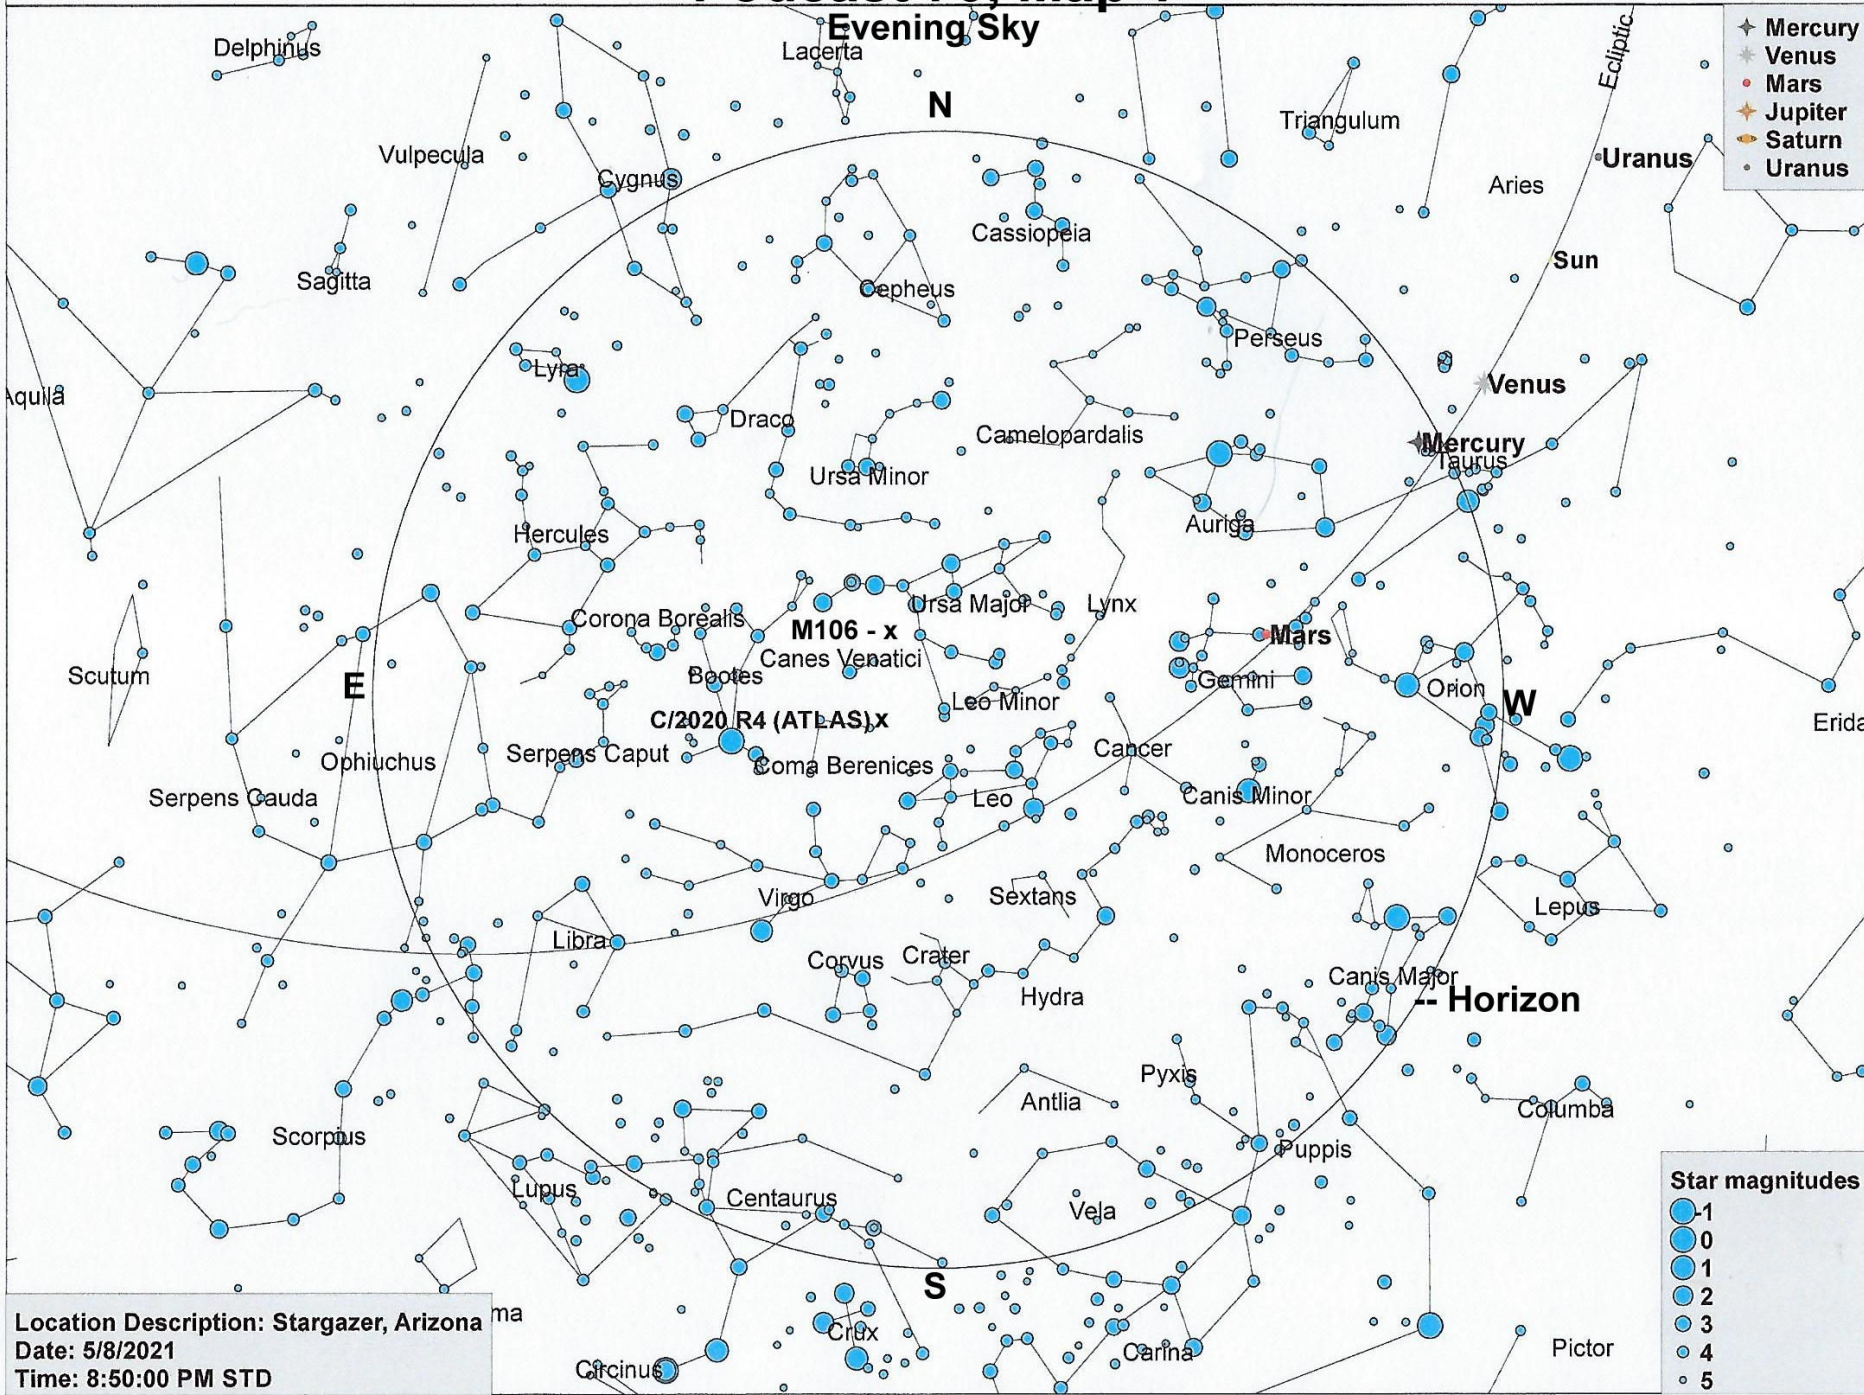 Evening Sky
Delphinus
Lacerta
Ecliptic
Mercury
Venus
Mars
Jupiter
Saturn
Uranus
N
Triangulum
Vulpecula
Uranus
Cygnus
Aries
Cassiopeia
Sagitta
Cepheus
Sun
Perseus
Lyra
Venus
Aquila
Draco
Camelopardalis
Mercury
Taurus
Ursa Minor
Auriga
Hercules
Ursa Major
Lynx
Corona Borealis
M106 - x
Mars
Canes Venatici
Scutum
E
Bootes
Gemini
Orion
W
Leo Minor
C/2020 R4 (ATLAS) x
Erida
Ophiuchus
Serpens Caput
Coma Berenices
Cancer
Serpens Cauda
Leo
Canis Minor
Monoceros
Virgo
Sextans
Lepus
Libra
Corvus
Crater
Canis Major
Hydra
-- Horizon
Pyxis
Antlia
Columba
Scorpius
Puppis
Lupus
Centaurus
Vela
Star magnitudes
-1
0
1
2
3
4
5
S
ma
Crux
Carina
Pictor
Circinus
Location Description: Stargazer, Arizona
Date: 5/8/2021
Time: 8:50:00 PM STD